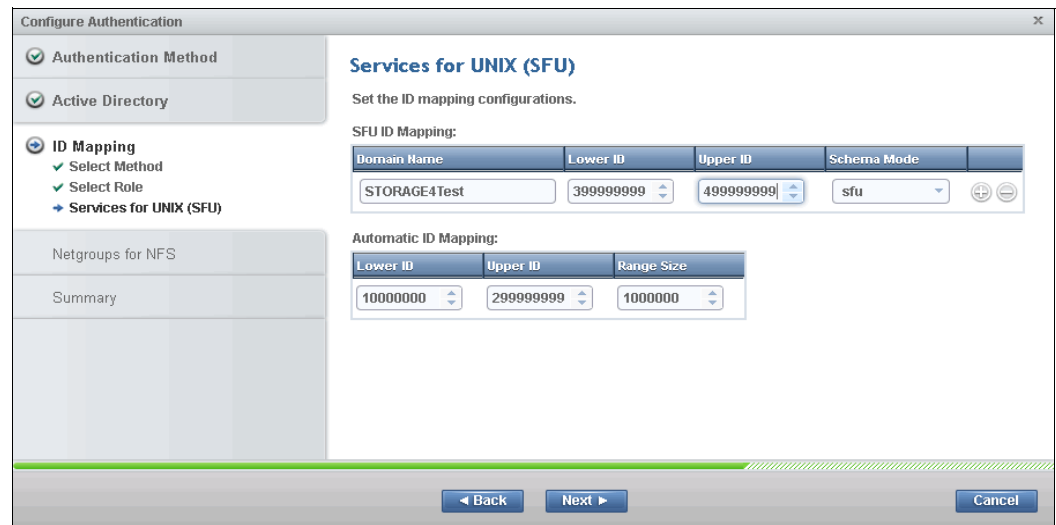 Configure Authentication x
Authentication Method
Active Directory
ID Mapping
Select Method
Select Role
Services for UNIX (SFU)
Netgroups for NFS
Summary
Services for UNIX (SFU)
Set the ID mapping configurations.
SFU ID Mapping:
Domain Name Lower ID Upper ID Schema Mode
STORAGE4Test 399999999 499999999 sfu
Automatic ID Mapping:
Lower ID Upper ID Range Size
10000000 299999999 1000000
Back Next Cancel